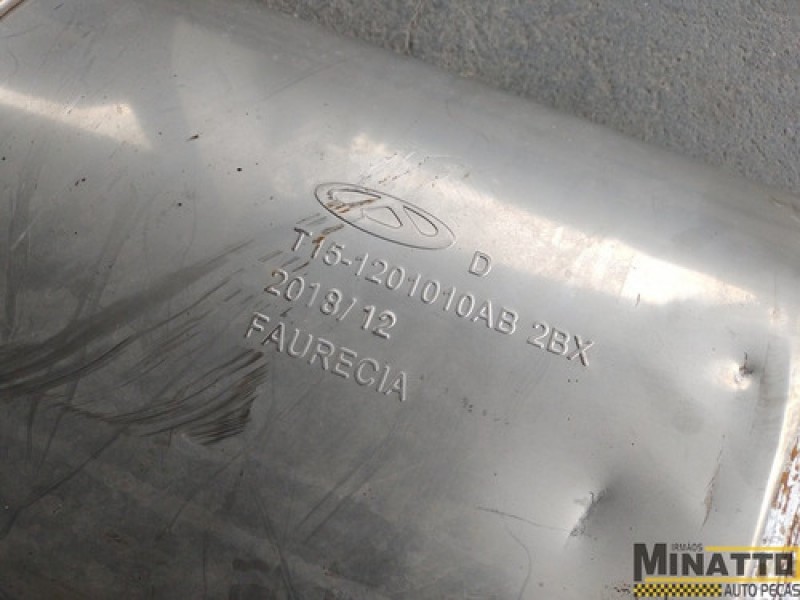 D
T15-1201010AB 2BX
2018/12
FAURECIA
IRMÃOS
MINATTO
AUTO PEÇAS